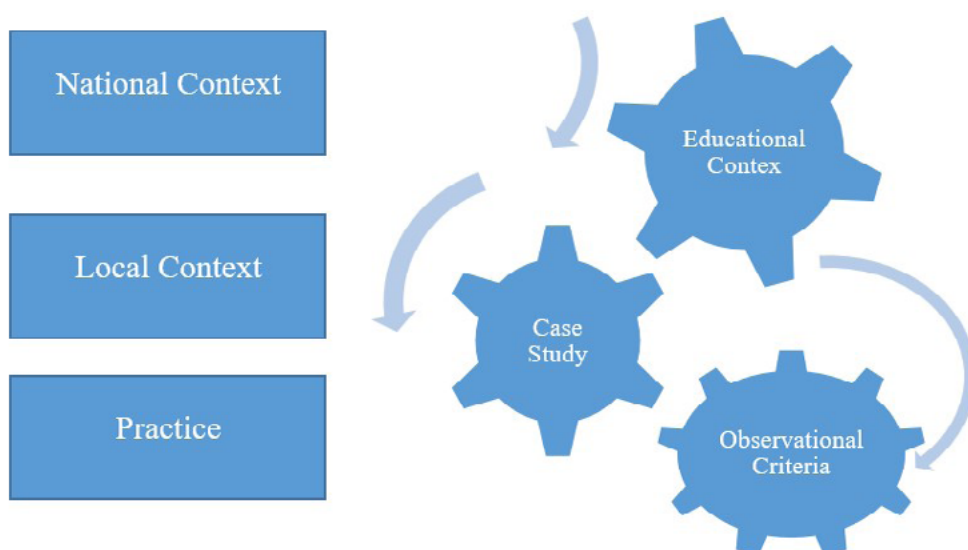 National Context
Local Context
Practice
Educational
Contex
Case
Study
Observational
Criteria